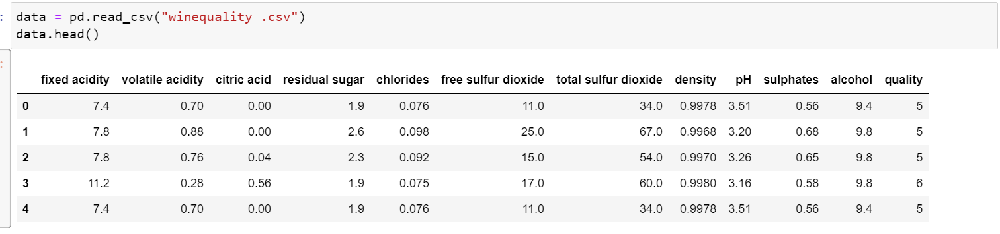 : data = pd.read_csv("winequality .csv")
data.head()
:
fixed acidity volatile acidity citric acid residual sugar chlorides free sulfur dioxide total sulfur dioxide density pH sulphates alcohol quality
0 7.4 0.70 0.00 1.9 0.076 11.0 34.0 0.9978 3.51 0.56 9.4 5
1 7.8 0.88 0.00 2.6 0.098 25.0 67.0 0.9968 3.20 0.68 9.8 5
2 7.8 0.76 0.04 2.3 0.092 15.0 54.0 0.9970 3.26 0.65 9.8 5
3 11.2 0.28 0.56 1.9 0.075 17.0 60.0 0.9980 3.16 0.58 9.8 6
4 7.4 0.70 0.00 1.9 0.076 11.0 34.0 0.9978 3.51 0.56 9.4 5